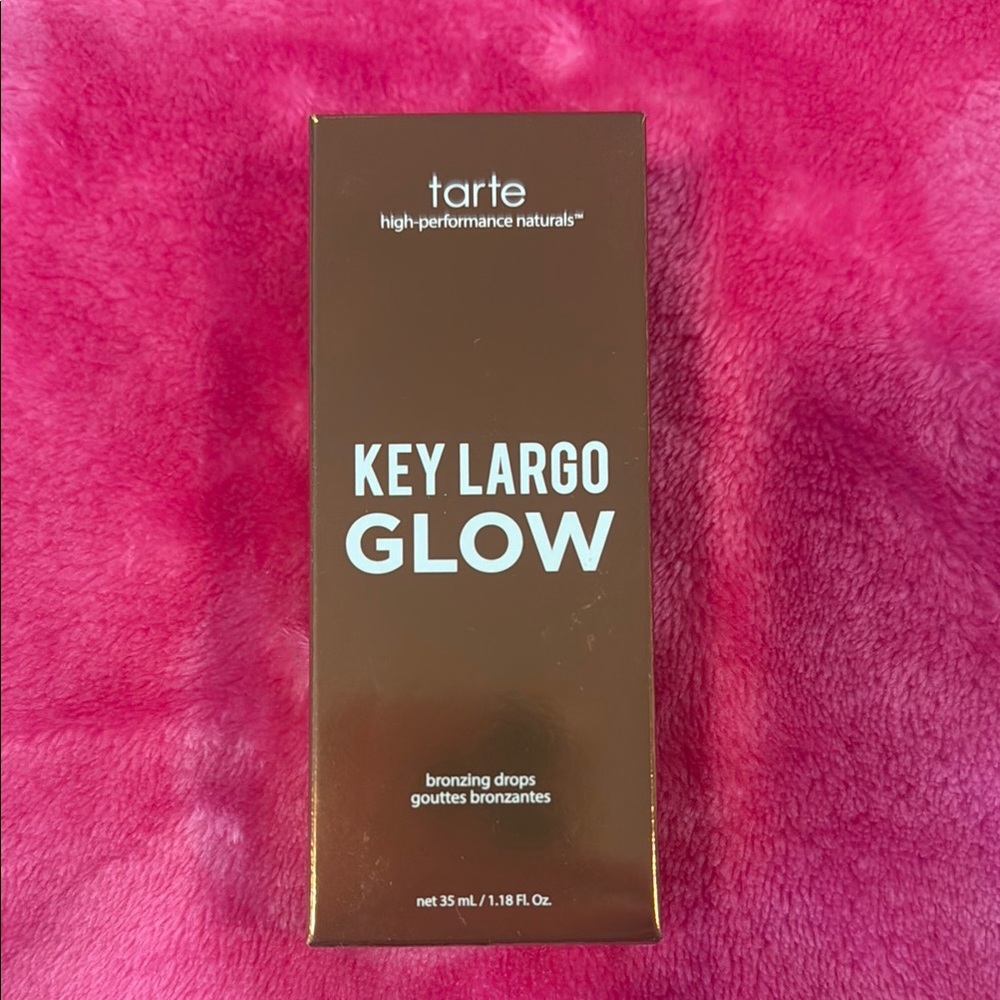 tarte
high-performance naturals™
KEY LARGO
GLOW
bronzing drops
gouttes bronzantes
net 35 mL / 1.18 Fl. Oz.